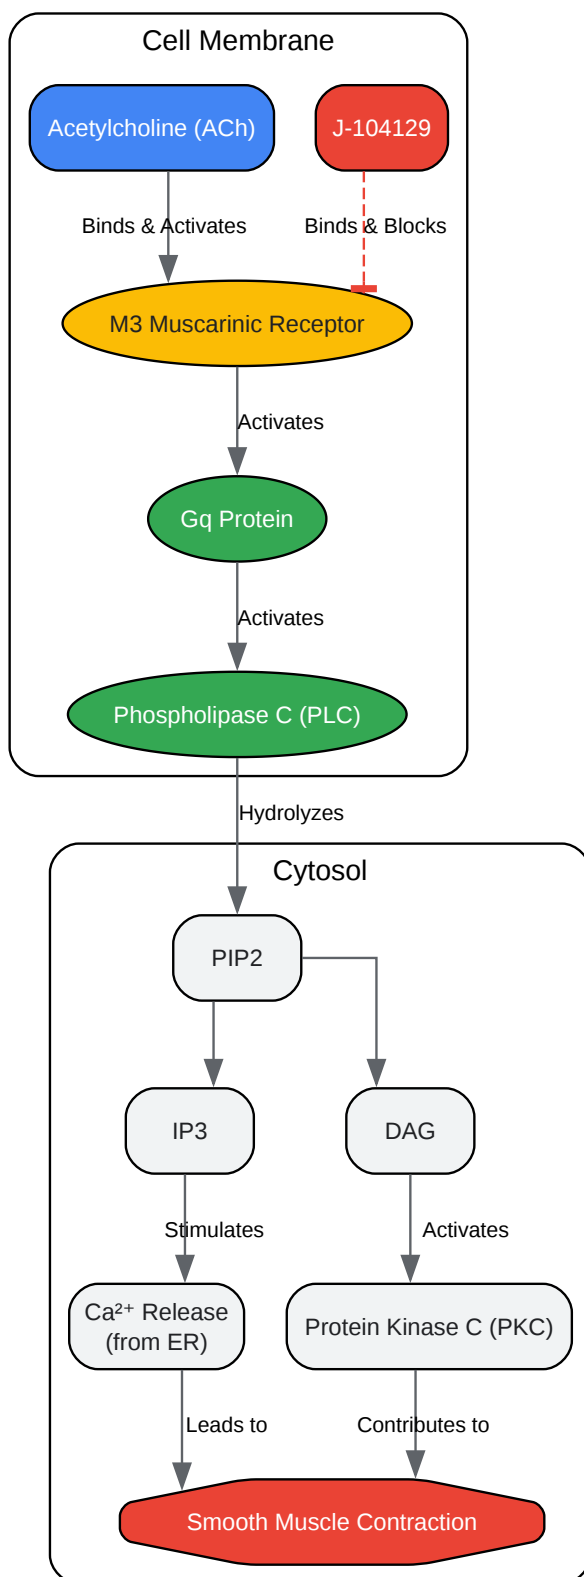 Cell Membrane
Acetylcholine (ACh)
J-104129
Binds & Activates
Binds & Blocks
M3 Muscarinic Receptor
Activates
Gq Protein
Activates
Phospholipase C (PLC)
Hydrolyzes
Cytosol
PIP2
IP3
DAG
Stimulates
Activates
Ca²⁺ Release
(from ER)
Protein Kinase C (PKC)
Leads to
Contributes to
Smooth Muscle Contraction